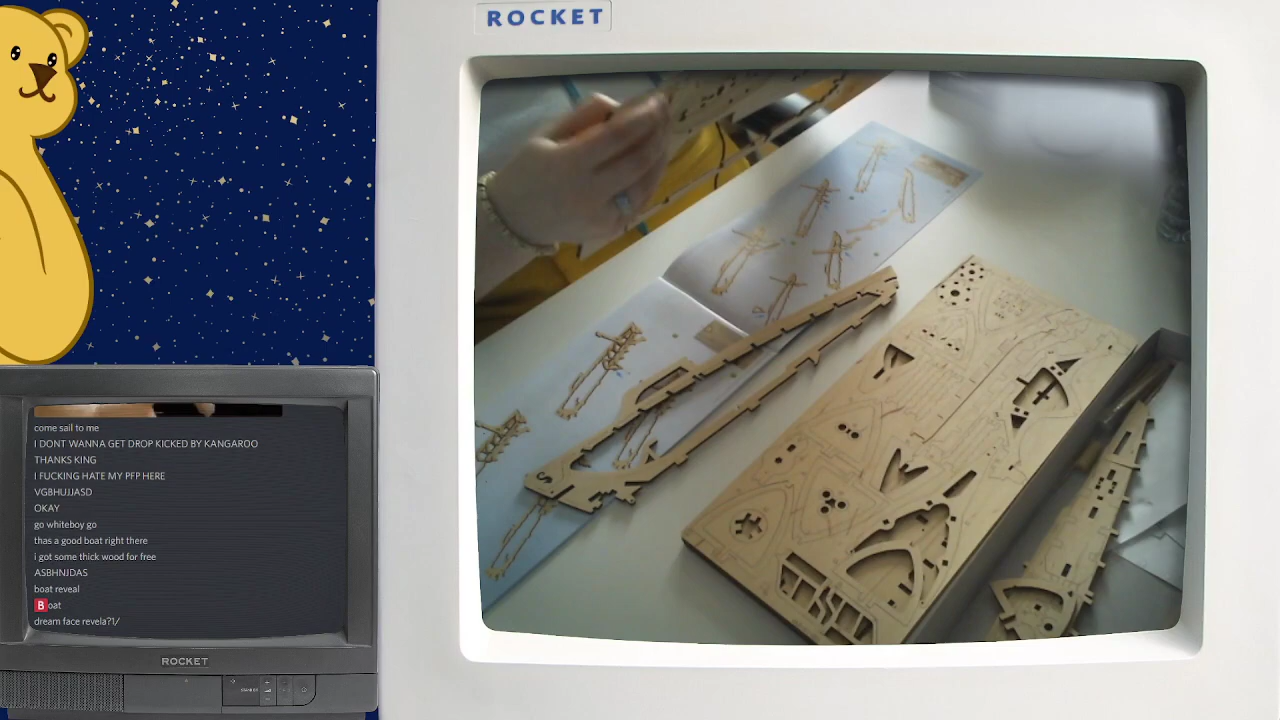 ROCKET
come sail to me
I DONT WANNA GET DROP KICKED BY KANGAROO
THANKS KING
I FUCKING HATE MY PFP HERE
VGBHUJJASD
OKAY
go whiteboy go
thas a good boat right there
i got some thick wood for free
ASBHNJDAS
boat reveal
Boat
dream face revela?1/
ROCKET